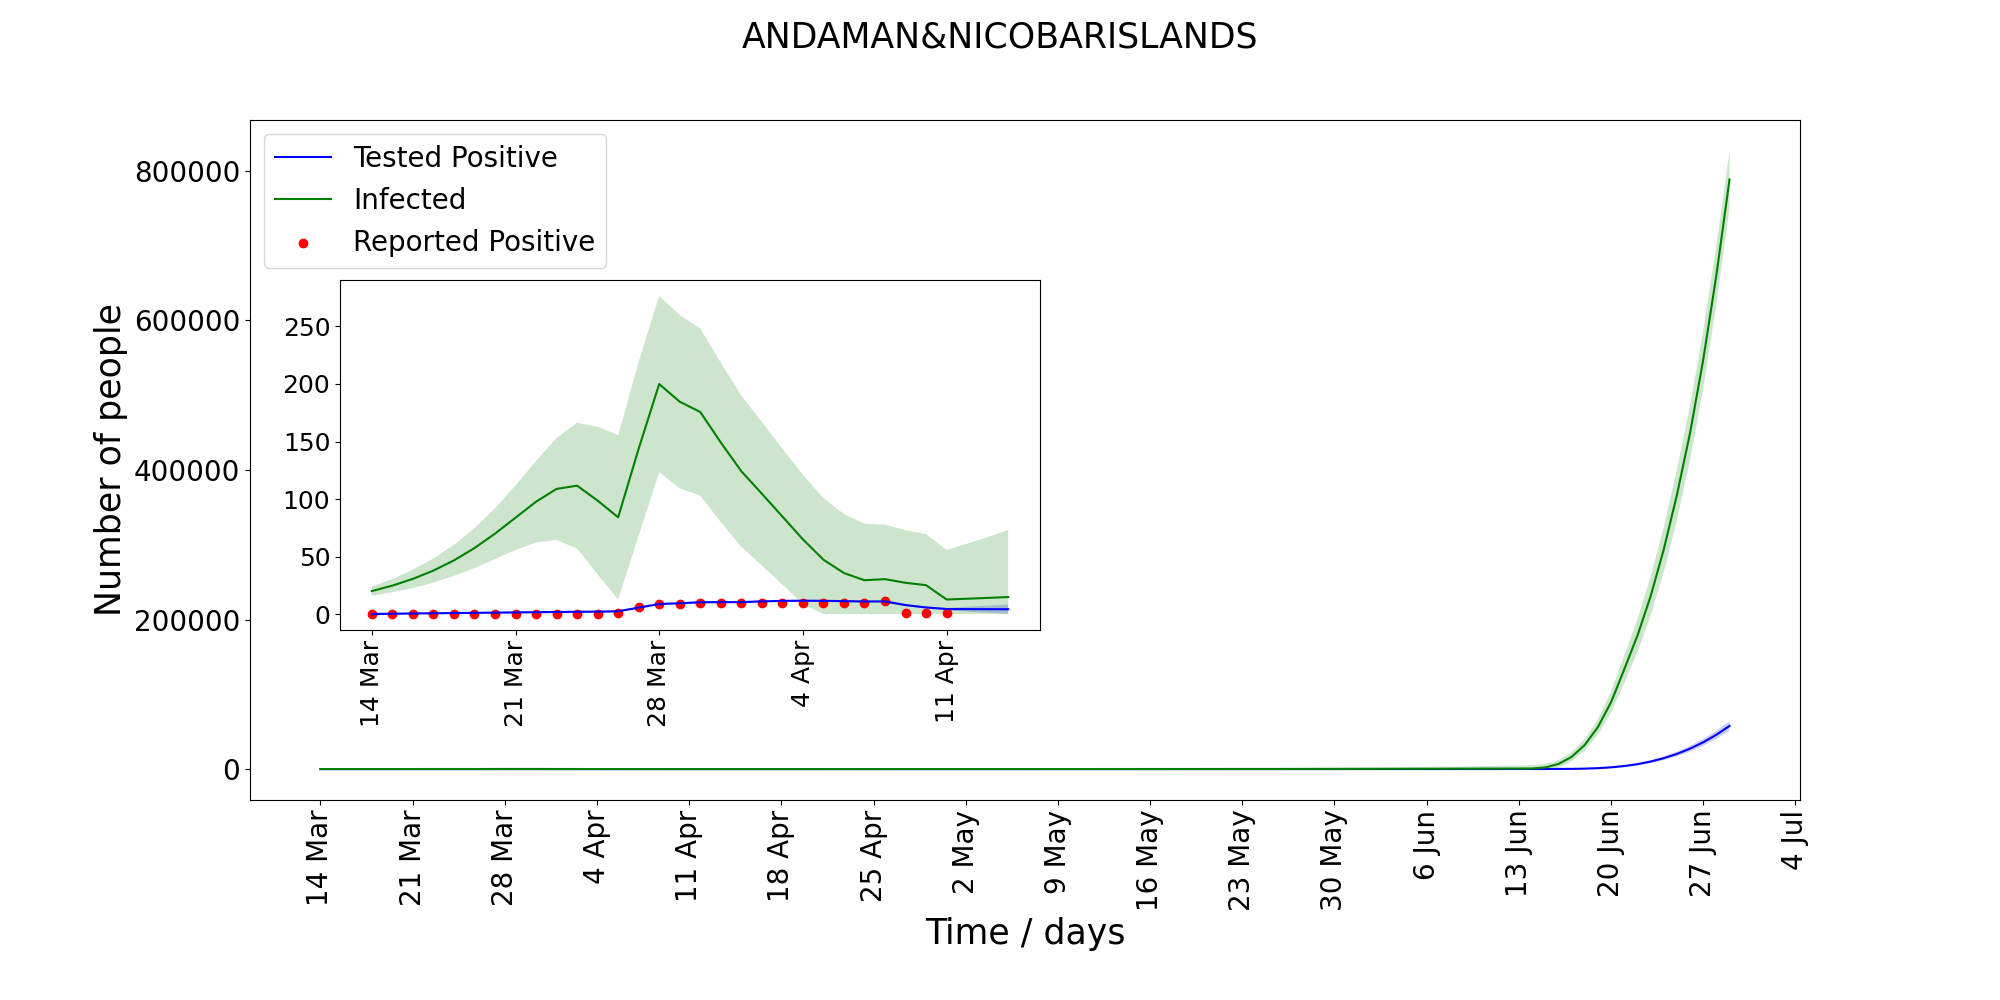 ANDAMAN&NICOBARISLANDS
Tested Positive
Infected
Reported Positive
Number of people
800000
600000
400000
200000
0
250
200
150
100
50
0
14 Mar
21 Mar
28 Mar
4 Apr
11 Apr
14 Mar
21 Mar
28 Mar
4 Apr
11 Apr
18 Apr
25 Apr
2 May
9 May
16 May
23 May
30 May
6 Jun
13 Jun
20 Jun
27 Jun
4 Jul
Time / days